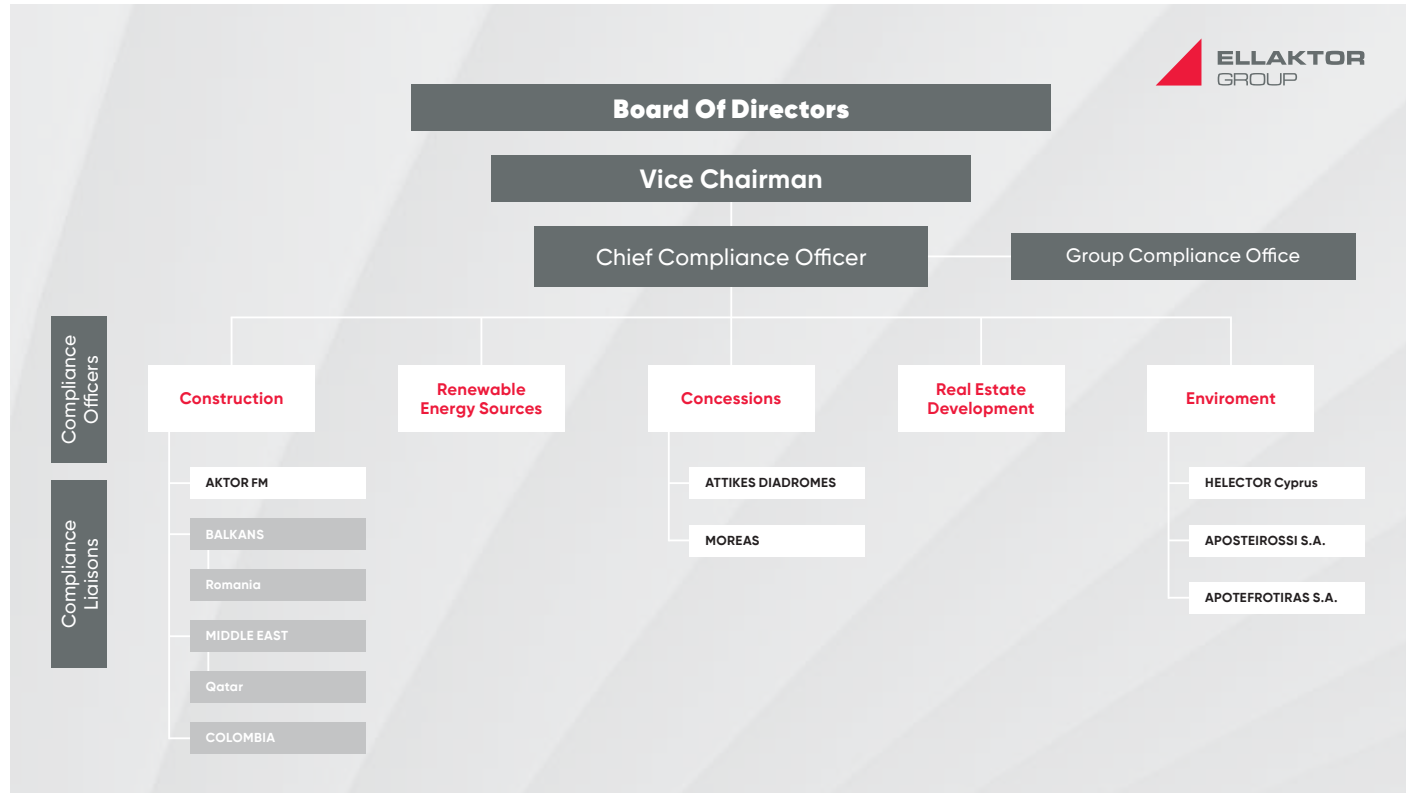 ELLAKTOR
GROUP
Board Of Directors
Vice Chairman
Chief Compliance Officer
Group Compliance Office
Compliance
Officers
Construction
Renewable
Energy Sources
Concessions
Real Estate
Development
Enviroment
Compliance
Liaisons
AKTOR FM
BALKANS
Romania
MIDDLE EAST
Qatar
COLOMBIA
ATTIKES DIADROMES
MOREAS
HELECTOR Cyprus
APOSTEIROSSI S.A.
APOTEFROTIRAS S.A.